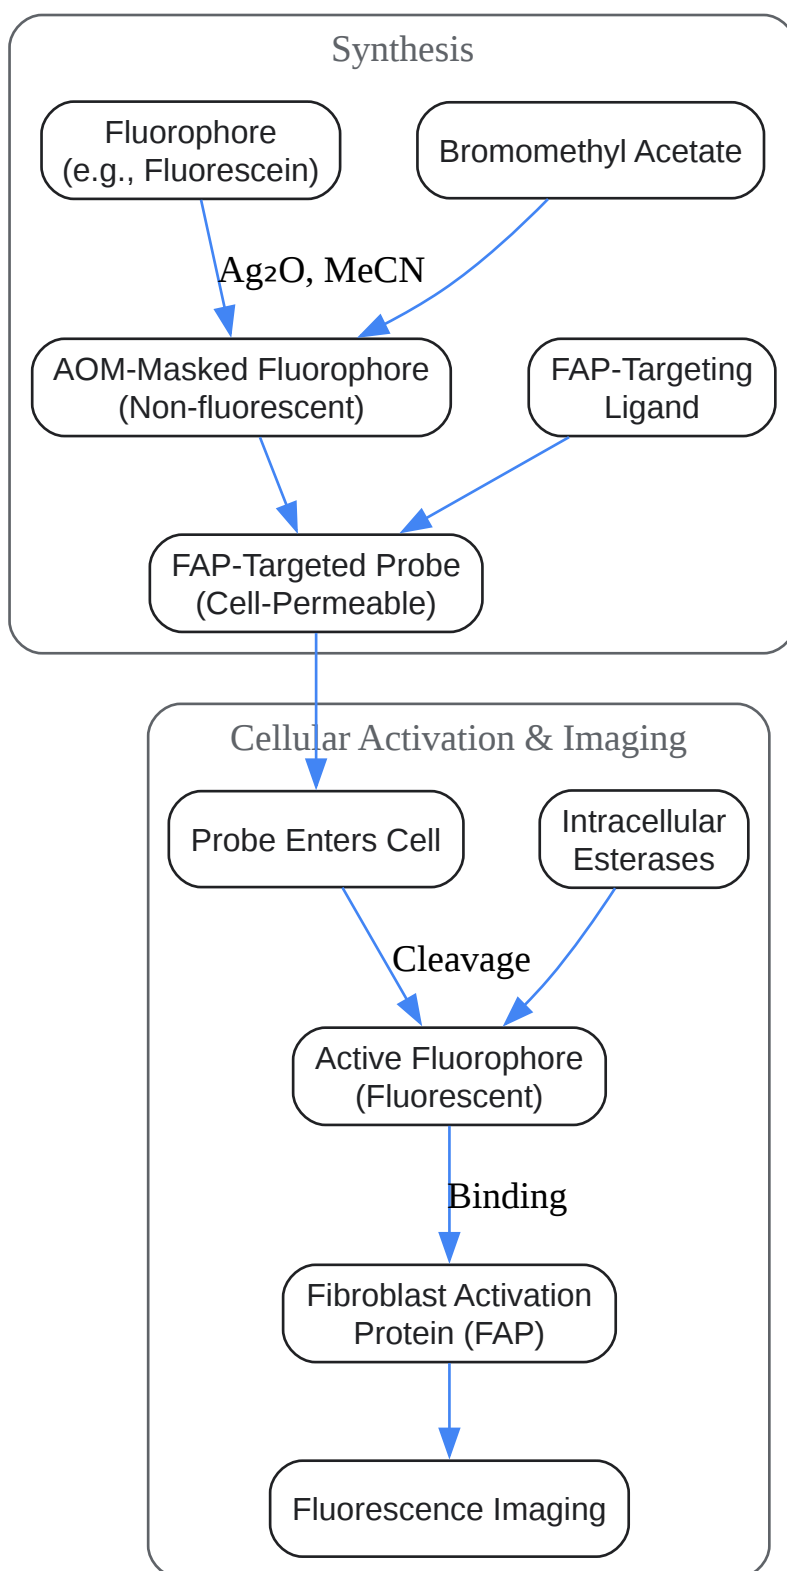 Synthesis
Fluorophore
(e.g., Fluorescein)
Bromomethyl Acetate
Ag₂O, MeCN
AOM-Masked Fluorophore
(Non-fluorescent)
FAP-Targeting
Ligand
FAP-Targeted Probe
(Cell-Permeable)
Cellular Activation & Imaging
Probe Enters Cell
Intracellular
Esterases
Cleavage
Active Fluorophore
(Fluorescent)
Binding
Fibroblast Activation
Protein (FAP)
Fluorescence Imaging